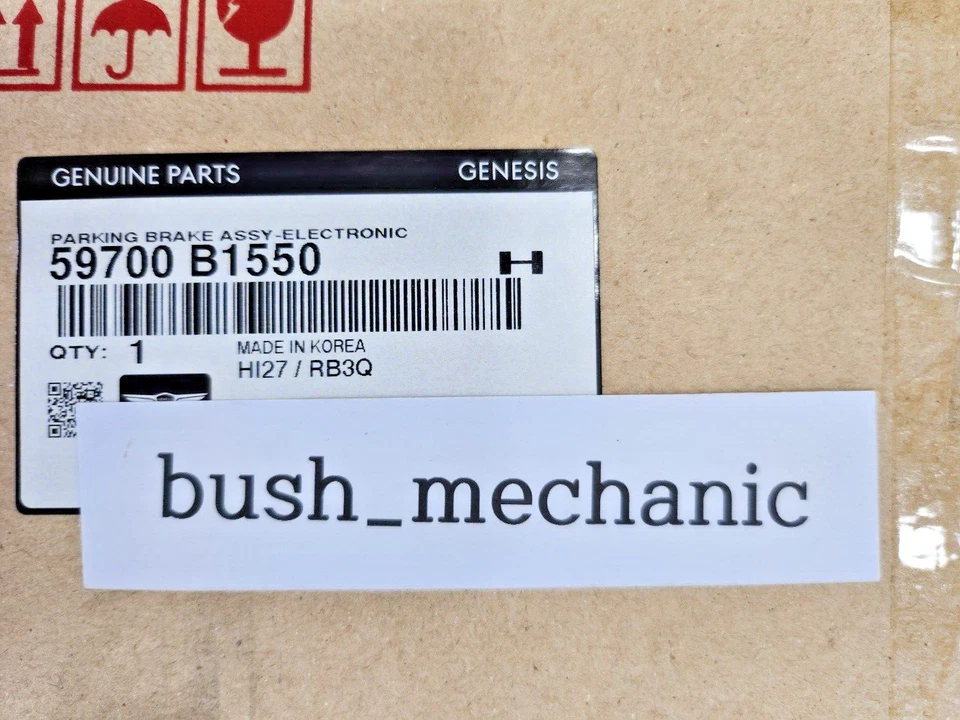 GENUINE PARTS GENESIS
PARKING BRAKE ASSY-ELECTRONIC
59700 B1550 H
QTY: 1
MADE IN KOREA
HI27 / RB3Q
bush_mechanic